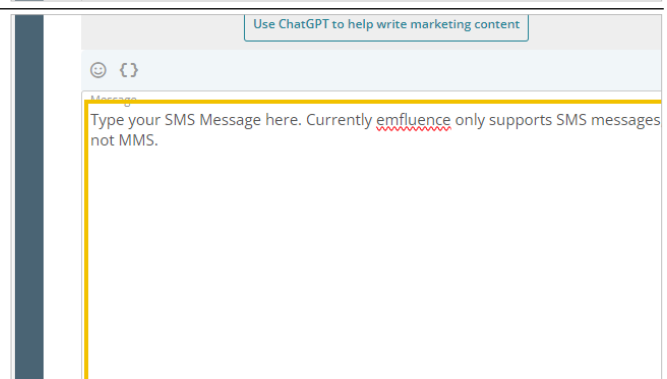 Use ChatGPT to help write marketing content
{}
Message
Type your SMS Message here. Currently emfluence only supports SMS messages
not MMS.